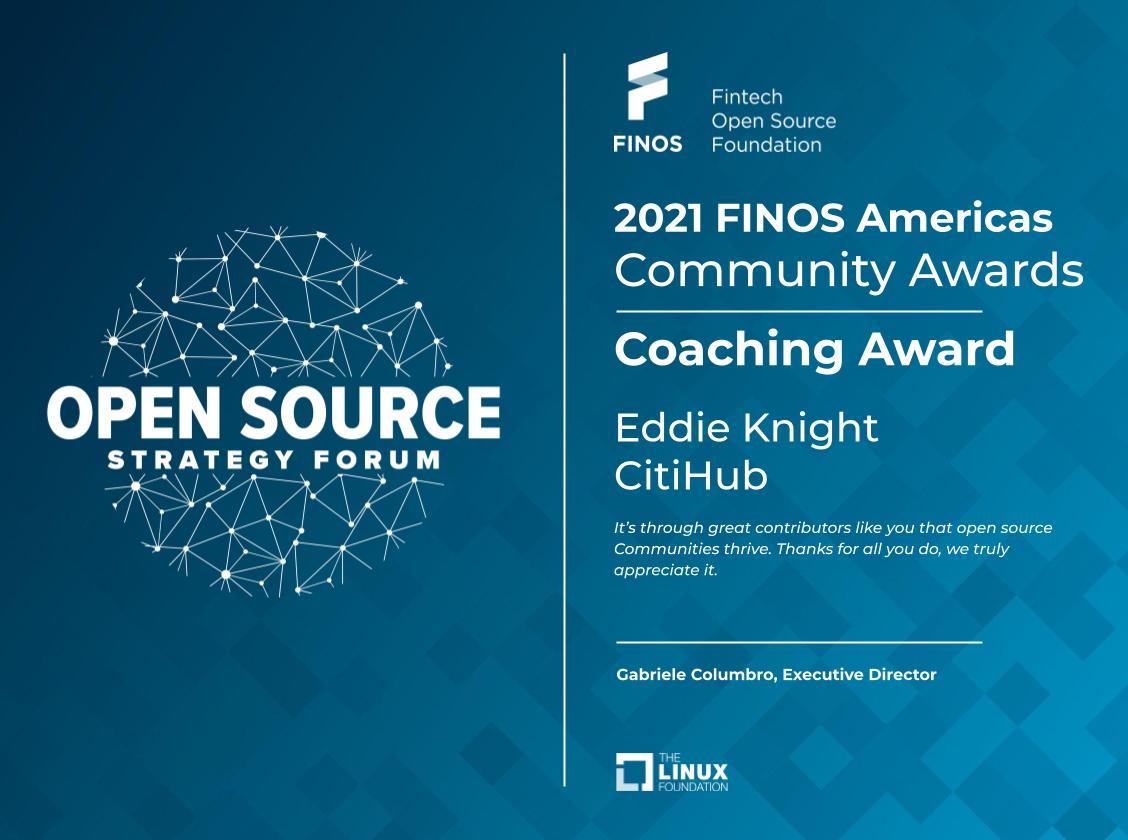 OPEN SOURCE
STRATEGY FORUM
FINOS
Fintech
Open Source
Foundation
2021 FINOS Americas
Community Awards
Coaching Award
Eddie Knight
CitiHub
It's through great contributors like you that open source
Communities thrive. Thanks for all you do, we truly
appreciate it.
Gabriele Columbro, Executive Director
THE
LINUX
FOUNDATION